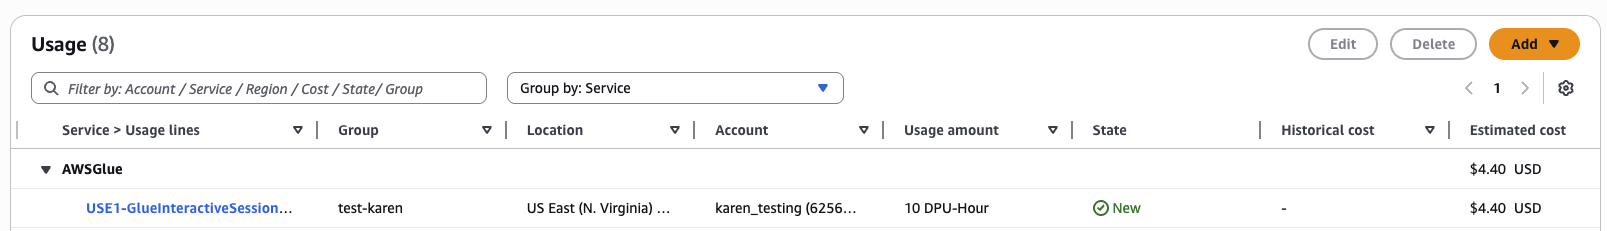 Usage (8)
Edit
Delete
Add
Filter by: Account / Service / Region / Cost / State/ Group
Group by: Service
1
Service > Usage lines
Group
Location
Account
Usage amount
State
Historical cost
Estimated cost
AWSGlue
$4.40 USD
USE1-GlueInteractiveSession...
test-karen
US East (N. Virginia) ...
karen_testing (6256...
10 DPU-Hour
New
-
$4.40 USD